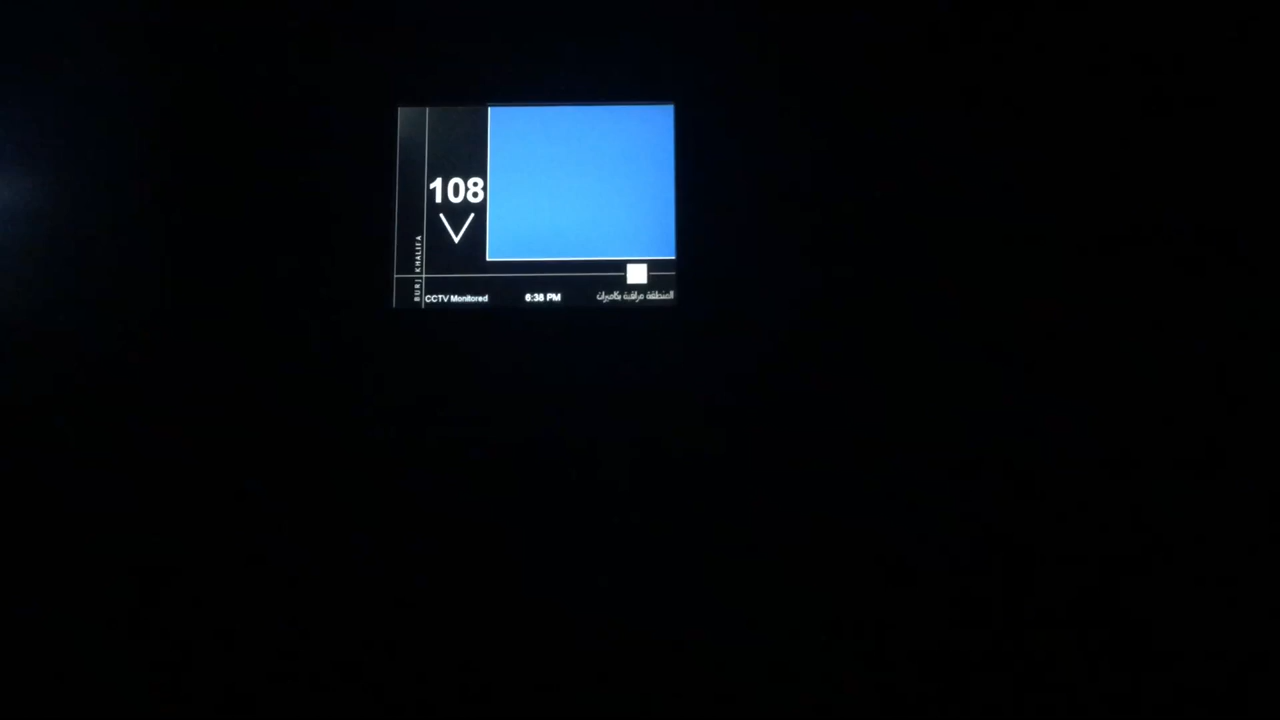 108
BURJ KHALIFA
CCTV Monitored
6:38 PM
المنطقة مراقبة بكاميرات